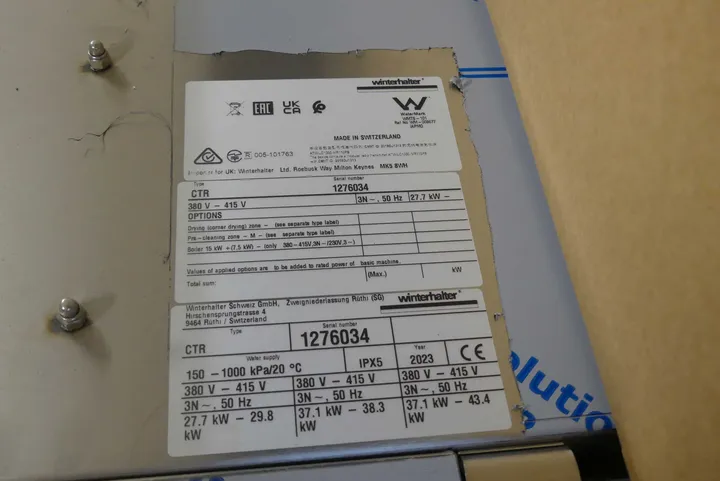 winterhalter
EAC
UK
CA
WaterMark
MADE IN SWITZERLAND
005-101763
for UK: Winterhalter Ltd. Roebuck Way Milton Keynes MK5 8WH
Type
Serial number
CTR
1276034
380 V - 415 V
3N~, 50 Hz
27.7 kW -
OPTIONS
Drying (corner drying) zone - (see separate type label)
Pre-cleaning zone - M - (see separate type label)
Boiler 15 kW +(7,5 kW) - (only 380-415V,3N~(230V,3~)
Values of applied options are to be added to rated power of basic machine.
Total sum:
(Max.)
kW
Winterhalter Schweiz GmbH, Zweigniederlassung Rüthi (SG)
Hirschensprungstrasse 4
9464 Rüthi / Switzerland
winterhalter
Type
Serial number
CTR
1276034
Water supply
150 - 1000 kPa/20 °C
IPX5
Year
2023
CE
380 V - 415 V
3N~, 50 Hz
27.7 kW - 29.8 kW
380 V - 415 V
3N~, 50 Hz
37.1 kW - 38.3 kW
380 V - 415 V
3N~, 50 Hz
37.1 kW - 43.4 kW
olutio